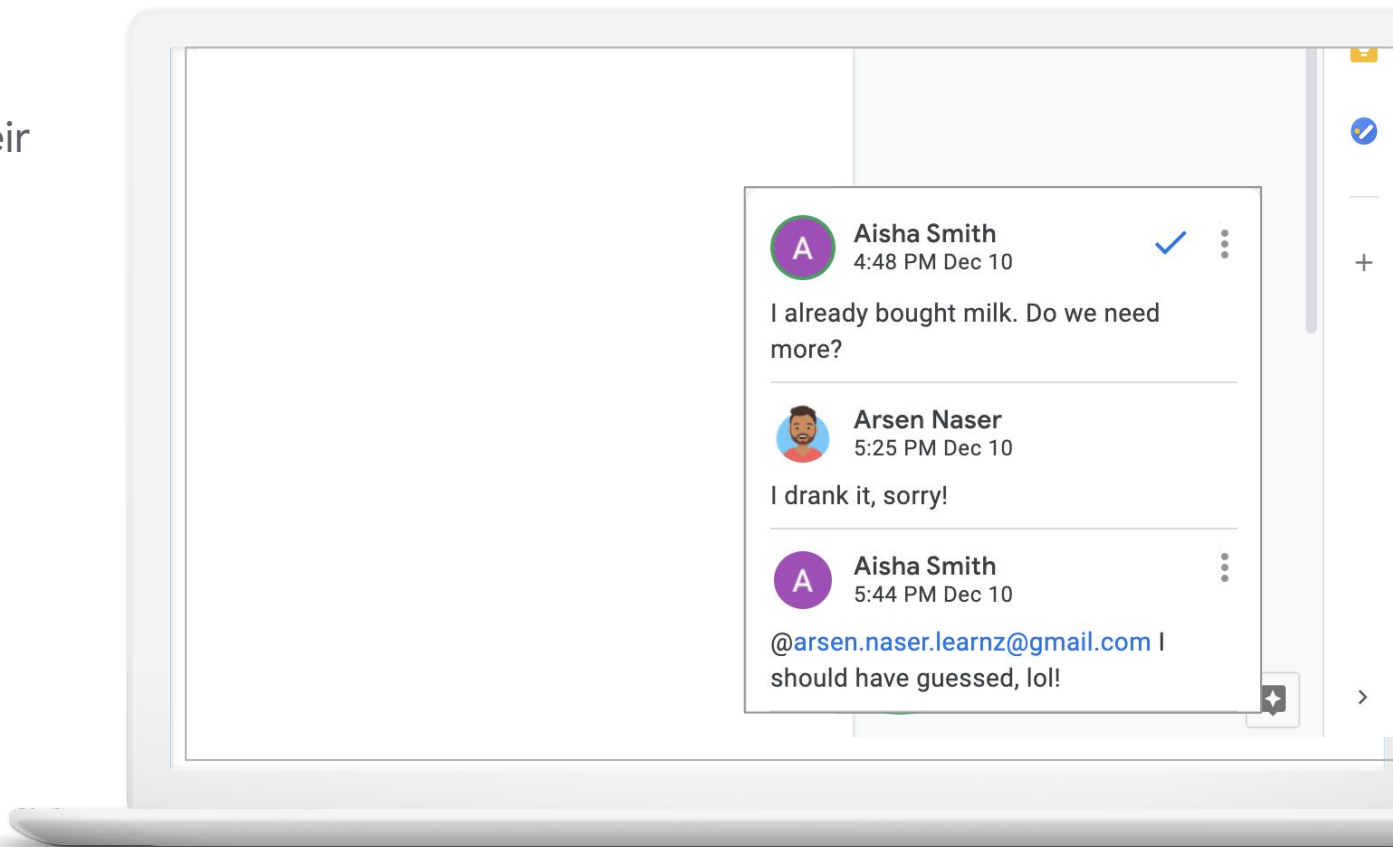 eir
A
Aisha Smith
4:48 PM Dec 10
I already bought milk. Do we need
more?
Arsen Naser
5:25 PM Dec 10
I drank it, sorry!
A
Aisha Smith
5:44 PM Dec 10
@arsen.naser.learnz@gmail.com I
should have guessed, lol!